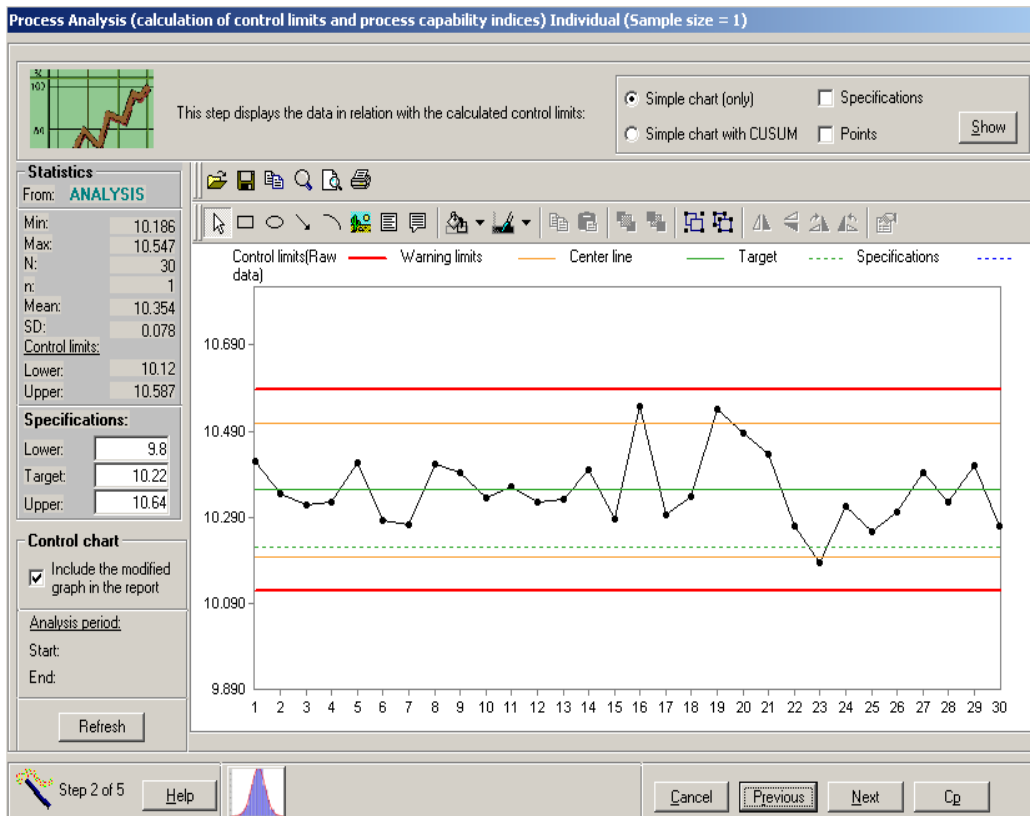 Process Analysis (calculation of control limits and process capability indices) Individual (Sample size = 1)
100
This step displays the data in relation with the calculated control limits:
Simple chart (only)
Specifications
Simple chart with CUSUM
Points
Show
Statistics
From: ANALYSIS
Min: 10.186
Max: 10.547
N: 30
n: 1
Mean: 10.354
SD: 0.078
Control limits:
Lower: 10.12
Upper: 10.587
Specifications:
Lower: 9.8
Target: 10.22
Upper: 10.64
Control chart
Include the modified
graph in the report
Analysis period:
Start:
End:
Refresh
Control limits(Raw
data)
Warning limits
Center line
Target
Specifications
10.690
10.490
10.290
10.090
9.890
1 2 3 4 5 6 7 8 9 10 11 12 13 14 15 16 17 18 19 20 21 22 23 24 25 26 27 28 29 30
Step 2 of 5
Help
Cancel
Previous
Next
Cp